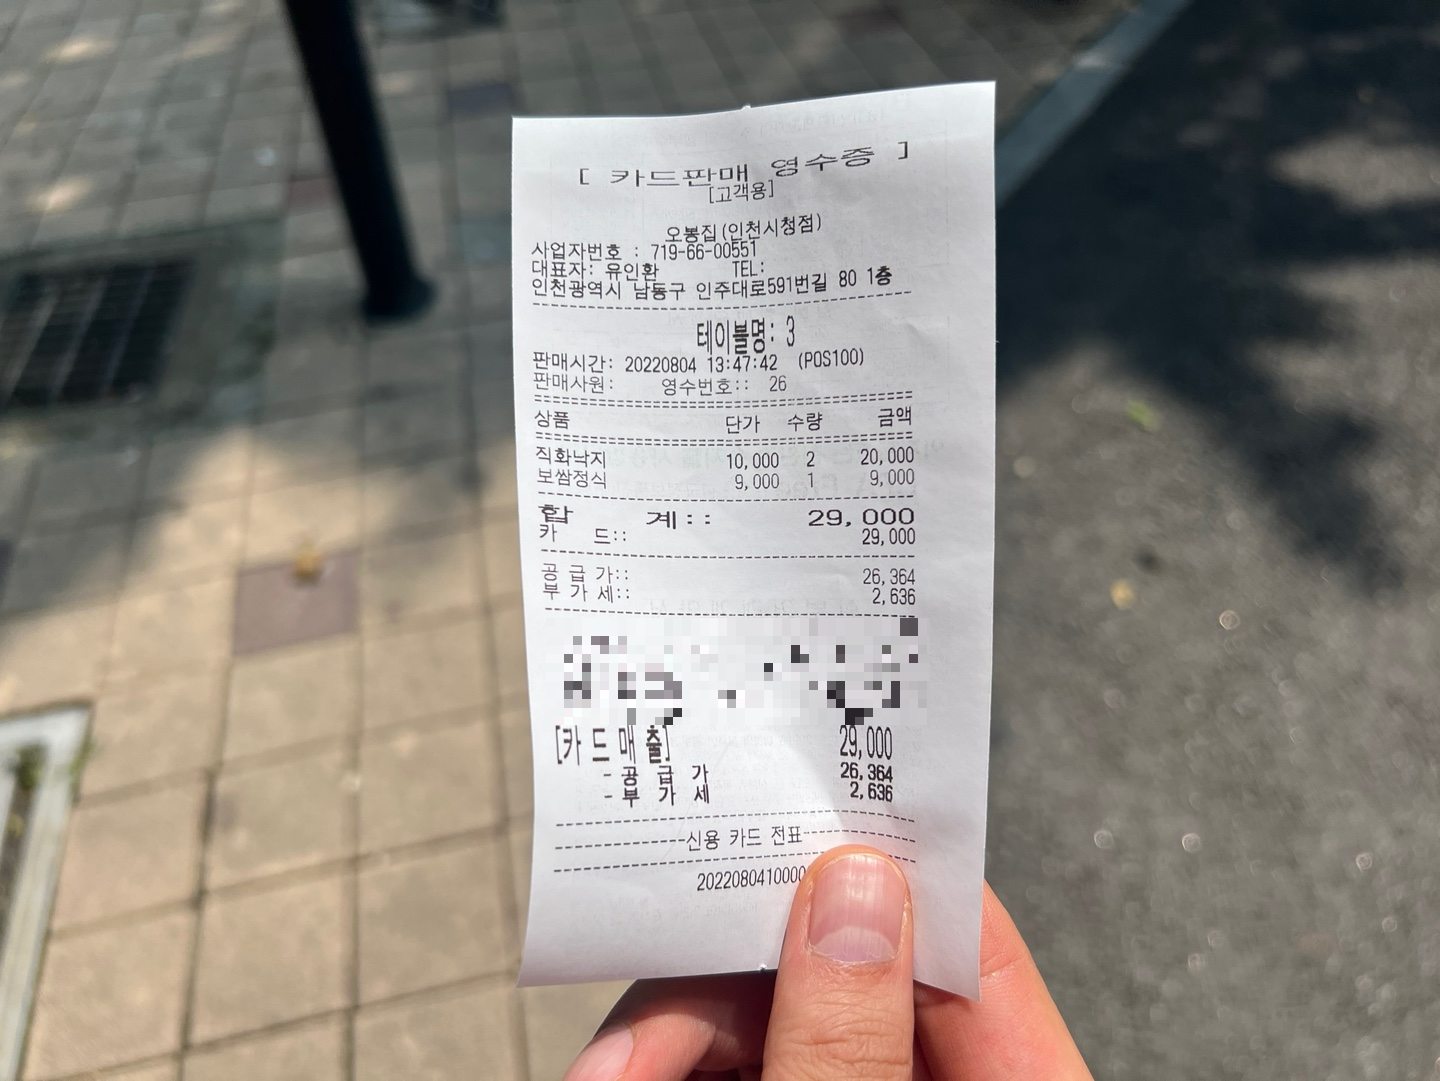 [ 카드판매 영수증 ]
[고객용]
오봉집(인천시청점)
사업자번호 : 719-66-00551
대표자: 유인환 TEL:
인천광역시 남동구 인주대로591번길 80 1층
테이블명: 3
판매시간: 20220804 13:47:42 (POS100)
판매사원: 영수번호:: 26
상품 단가 수량 금액
직화낙지 10,000 2 20,000
보쌈정식 9,000 1 9,000
합 계:: 29,000
카 드:: 29,000
공 급 가:: 26,364
부 가 세:: 2,636
[카 드 매 출] 29,000
- 공 급 가 26,364
- 부 가 세 2,636
신용 카드 전표
2022080410000